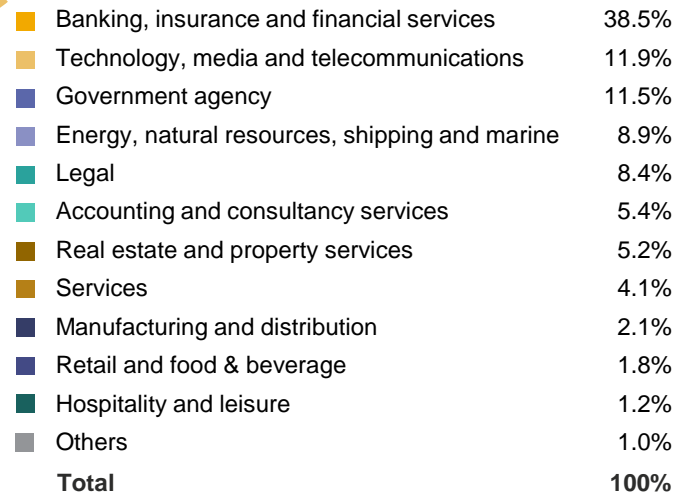 Banking, insurance and financial services 38.5%
Technology, media and telecommunications 11.9%
Government agency 11.5%
Energy, natural resources, shipping and marine 8.9%
Legal 8.4%
Accounting and consultancy services 5.4%
Real estate and property services 5.2%
Services 4.1%
Manufacturing and distribution 2.1%
Retail and food & beverage 1.8%
Hospitality and leisure 1.2%
Others 1.0%
Total 100%